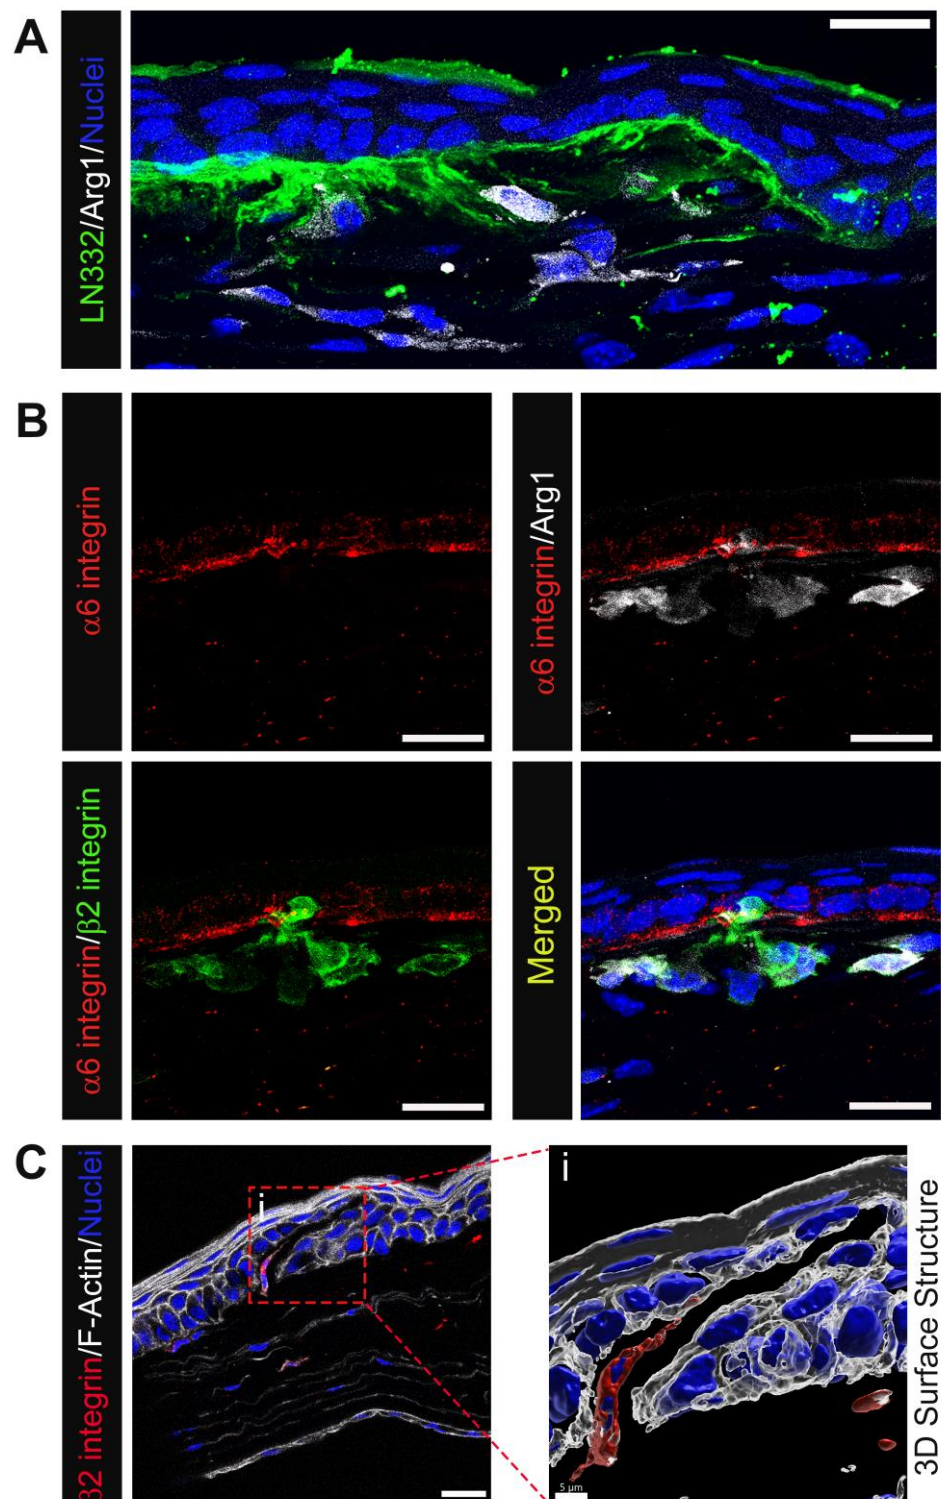 A
LN332/Arg1/Nuclei
B
α6 integrin
α6 integrin/Arg1
α6 integrin/β2 integrin
Merged
C
β2 integrin/F-Actin/Nuclei
i
i
5 µm
3D Surface Structure